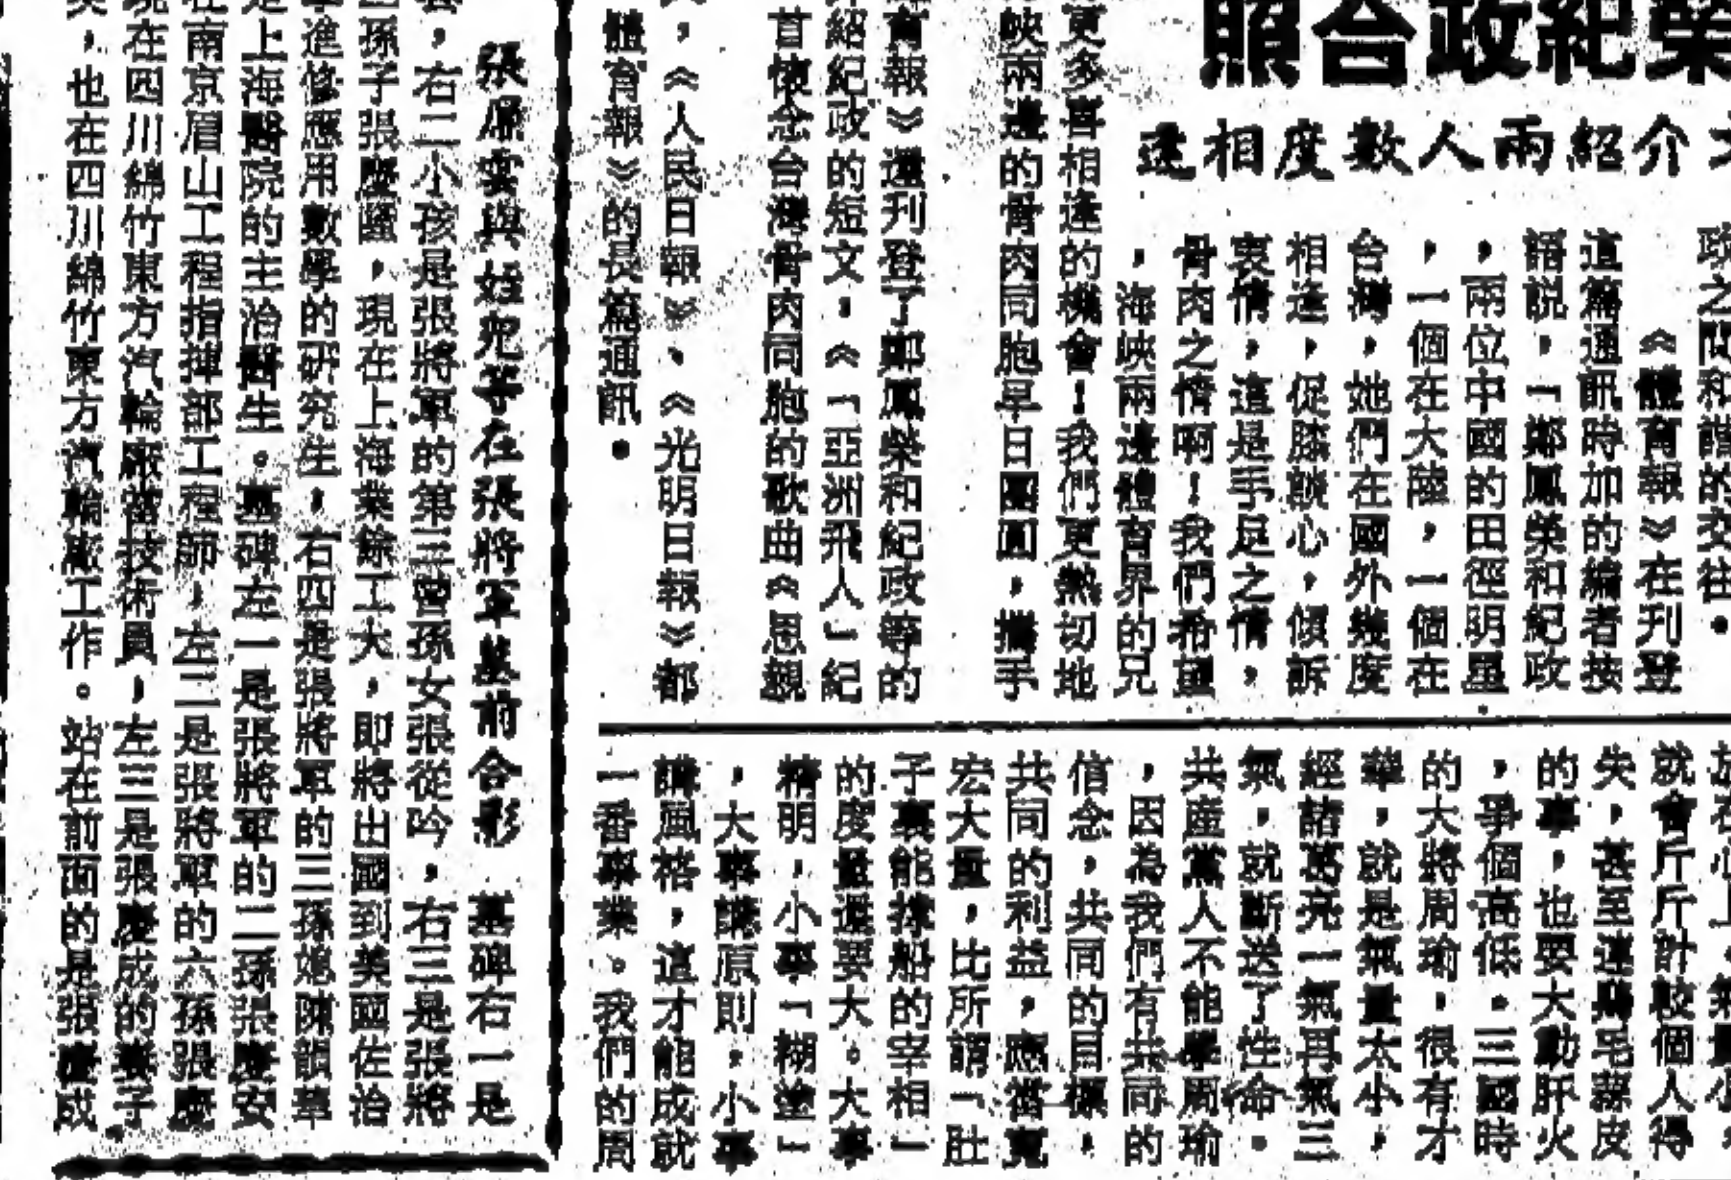 榮紀政合照
介紹兩人數度相逢
之間和諧的交往。
《體育報》在刊登
這篇通訊時加的編者按
語說，「鄭鳳榮和紀政
，兩位中國的田徑明星
，一個在大陸，一個在
台灣，她們在國外幾度
相逢，促膝談心，傾訴
衷情，這是手足之情，
骨肉之情啊！我們希望
，海峽兩邊體育界的兄
更多喜相逢的機會！我們更熱切地
峽兩邊的骨肉同胞早日團圓，攜手
育報》還刊登了鄭鳳榮和紀政等的
紹紀政的短文，《「亞洲飛人」紀
首懷念台灣骨肉同胞的歌曲《思親
，《人民日報》、《光明日報》都
體育報》的長篇通訊。
放在心上，氣量小，
就會斤斤計較個人得
失，甚至連雞毛蒜皮
的事，也要大動肝火
，爭個高低。三國時
的大將周瑜，很有才
華，就是氣量太小，
經諸葛亮一氣再氣三
氣，就斷送了性命。
共產黨人不能學周瑜
，因為我們有共同的
信念，共同的目標，
共同的利益，應當寬
宏大量，比所謂「肚
子裏能撑船的宰相」
的度量還要大。大事
精明，小事「糊塗」
，大事講原則，小事
講風格，這才能成就
一番事業。我們的周
張廉雲與姪兒等在張將軍墓前合影　墓碑右一是
雲，右二小孩是張將軍的第三曾孫女張從吟，右三是張將
孫子張慶，現在上海業餘工大，即將出國到美國佐治
進修應用數學的研究生，右四是張將軍的三孫媳陳韻華
是上海醫院的主治醫生。墓碑左一是張將軍的二孫張慶安
在南京眉山工程指揮部工程師，左二是張將軍的六孫張慶
現在四川綿竹東方汽輪廠當技術員，左三是張慶成的養子
，也在四川綿竹東方汽輪廠工作。站在前面的是張慶成